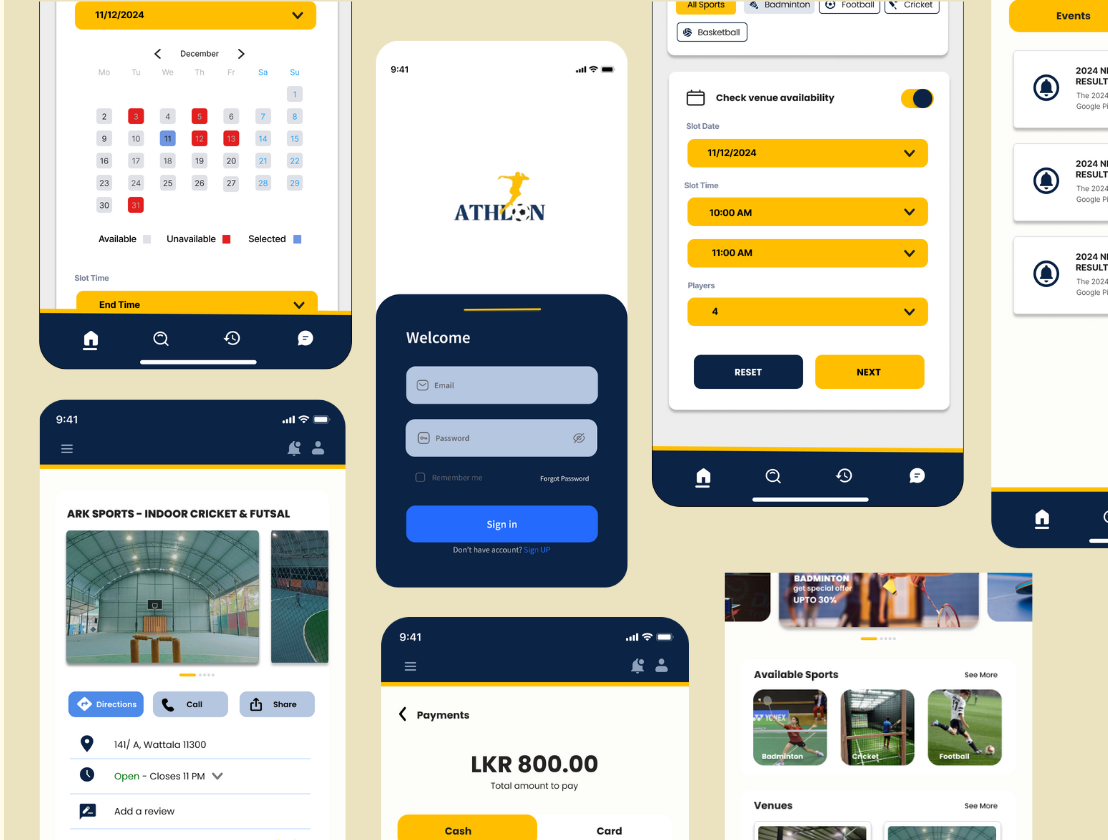 11/12/2024
December
Mo Tu We Th Fr Sa Su
1
2 3 4 5 6 7 8
9 10 11 12 13 14 15
16 17 18 19 20 21 22
23 24 25 26 27 28 29
30 31
Available Unavailable Selected
Slot Time
End Time
9:41
ARK SPORTS - INDOOR CRICKET & FUTSAL
Directions Call Share
141/ A, Wattala 11300
Open - Closes 11 PM
Add a review
9:41
ATHLON
Welcome
Email
Password
Remember me Forgot Password
Sign in
Don't have account? Sign UP
9:41
Payments
LKR 800.00
Total amount to pay
Cash Card
All Sports Badminton Football Cricket
Basketball
Check venue availability
Slot Date
11/12/2024
Slot Time
10:00 AM
11:00 AM
Players
4
RESET NEXT
BADMINTON
get special offer
UPTO 30%
Available Sports See More
YONEX
Badminton Cricket Football
Venues See More
Events
2024
RESULT
The 2024
Google
2024
RESULT
The 2024
Google
2024
RESULT
The 2024
Google